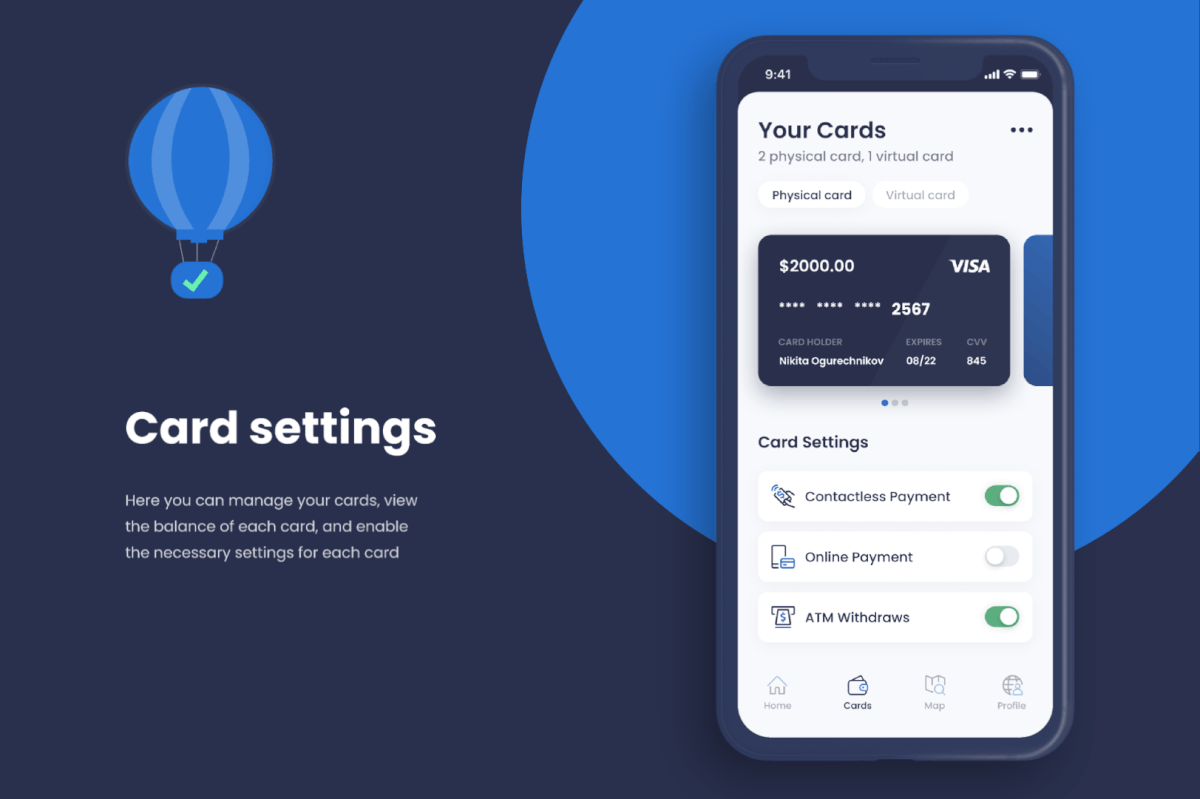 Card settings
Here you can manage your cards, view
the balance of each card, and enable
the necessary settings for each card
9:41
Your Cards
2 physical card, 1 virtual card
Physical card Virtual card
$2000.00 VISA
**** **** **** 2567
CARD HOLDER EXPIRES CVV
Nikita Ogurechnikov 08/22 845
Card Settings
Contactless Payment
Online Payment
ATM Withdraws
Home Cards Map Profile